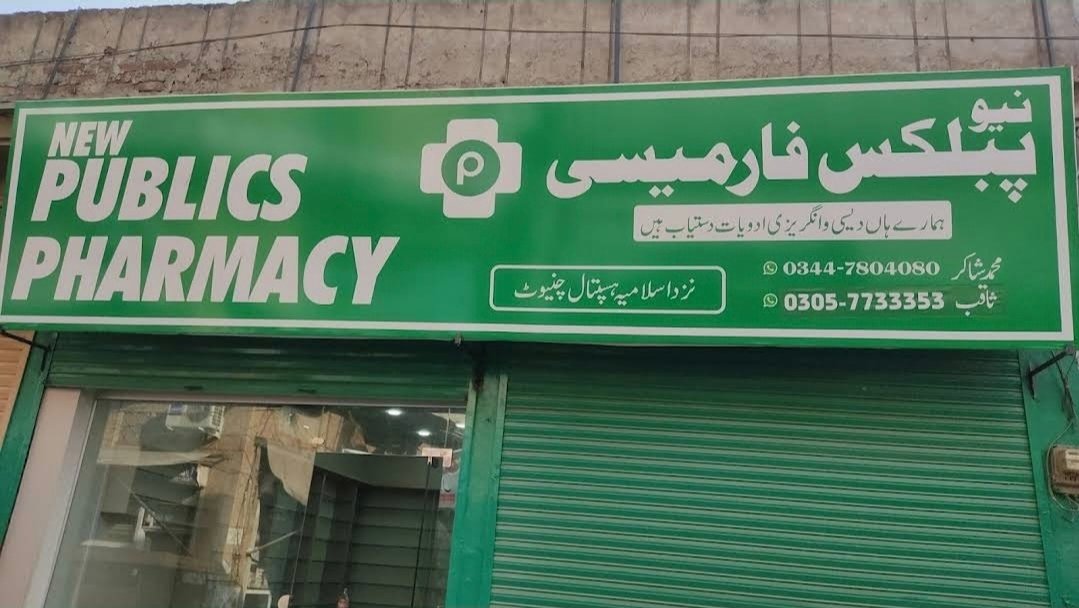 NEW
PUBLICS
PHARMACY
P
نیو
پبلکس فارمیسی
ہمارے ہاں دیسی و انگریزی ادویات دستیاب ہیں
نزد اسلامیہ ہسپتال چنیوٹ
محمد شاکر 0344-7804080
ثاقب 0305-7733353